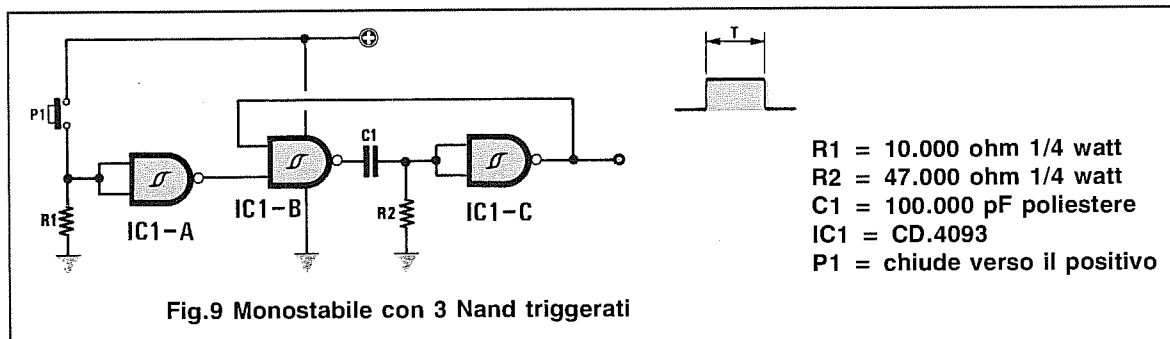 T
P1
C1
R1
IC1-A
IC1-B
R2
IC1-C
R1 = 10.000 ohm 1/4 watt
R2 = 47.000 ohm 1/4 watt
C1 = 100.000 pF poliestere
IC1 = CD.4093
P1 = chiude verso il positivo
Fig.9 Monostabile con 3 Nand triggerati